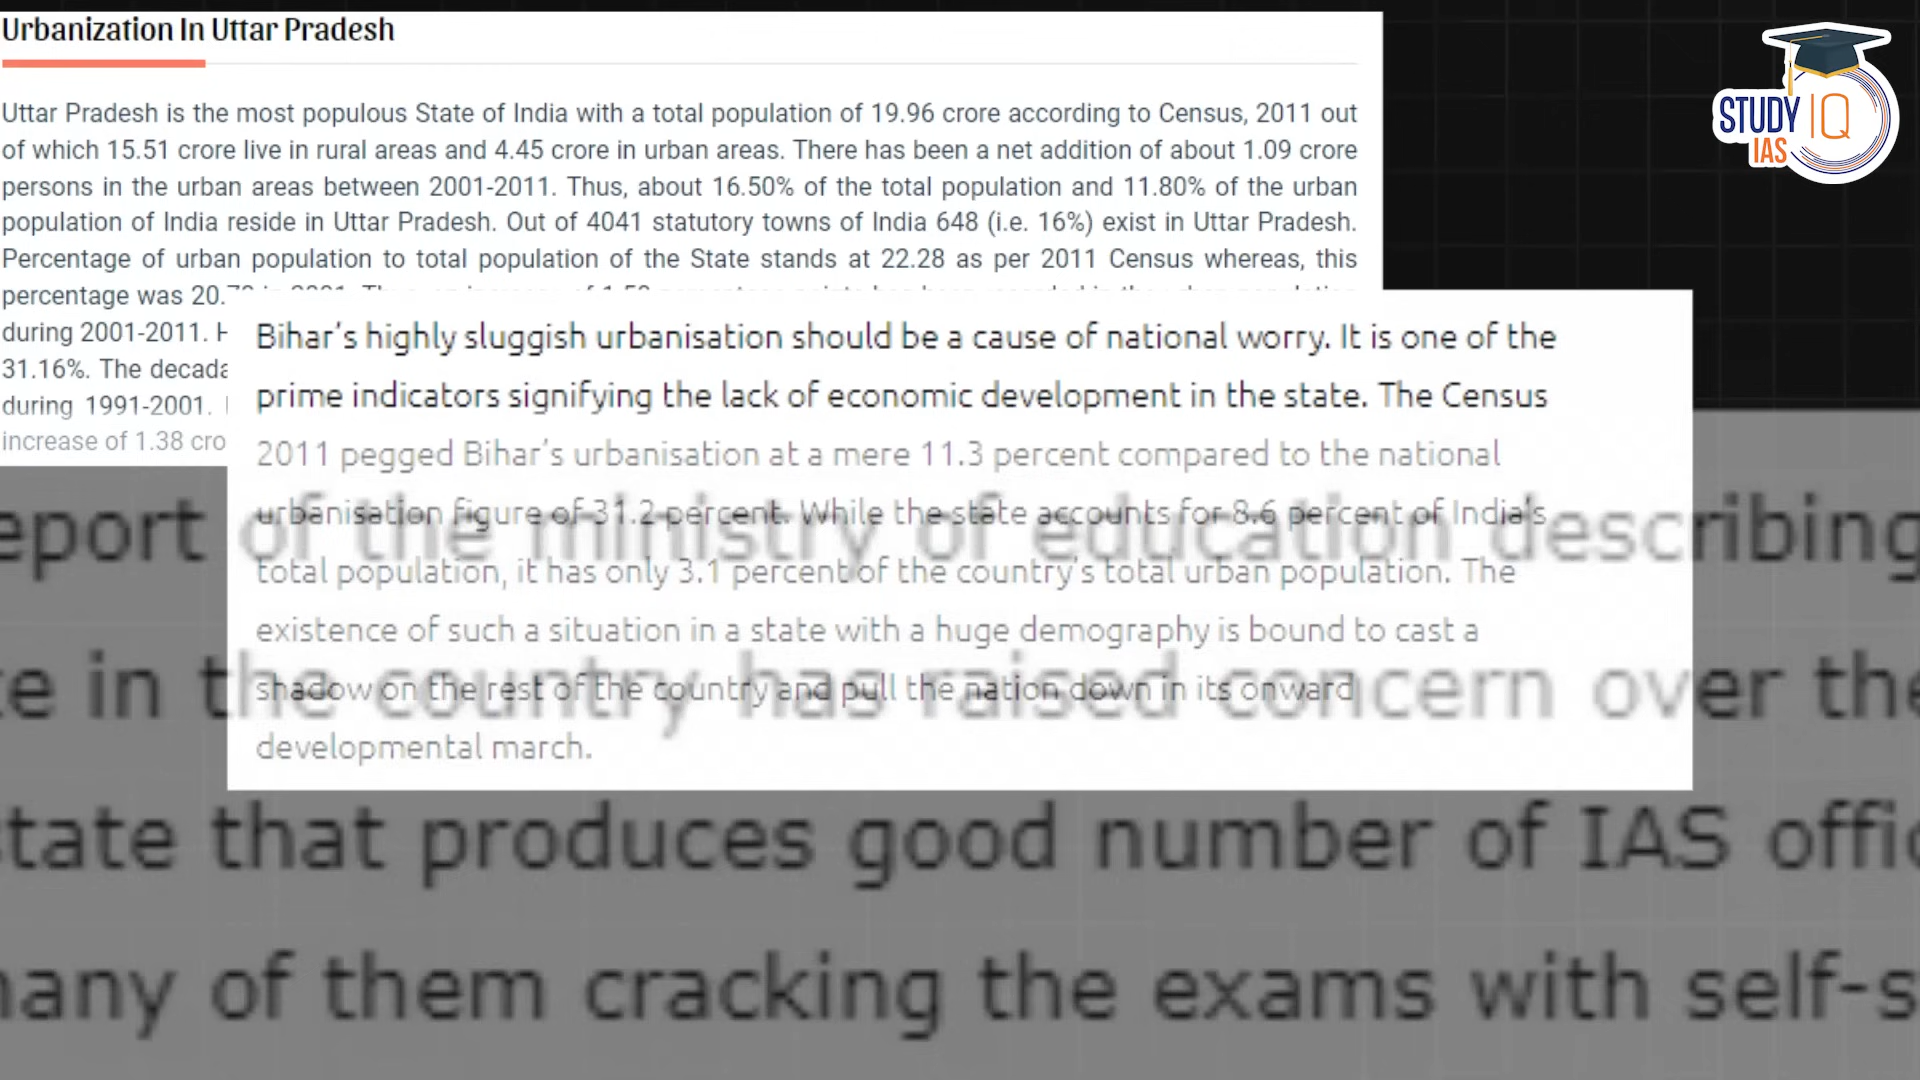 Urbanization In Uttar Pradesh
Uttar Pradesh is the most populous State of India with a total population of 19.96 crore according to Census, 2011 out
of which 15.51 crore live in rural areas and 4.45 crore in urban areas. There has been a net addition of about 1.09 crore
persons in the urban areas between 2001-2011. Thus, about 16.50% of the total population and 11.80% of the urban
population of India reside in Uttar Pradesh. Out of 4041 statutory towns of India 648 (i.e. 16%) exist in Uttar Pradesh.
Percentage of urban population to total population of the State stands at 22.28 as per 2011 Census whereas, this
percentage was 20.
during 2001-2011.
31.16%. The decada
during 1991-2001.
increase of 1.38 cro
Bihar's highly sluggish urbanisation should be a cause of national worry. It is one of the
prime indicators signifying the lack of economic development in the state. The Census
2011 pegged Bihar's urbanisation at a mere 11.3 percent compared to the national
urbanisation figure of 31.2 percent. While the state accounts for 8.6 percent of India's
total population, it has only 3.1 percent of the country's total urban population. The
existence of such a situation in a state with a huge demography is bound to cast a
shadow on the rest of the country and pull the nation down in its onward
developmental march.
eport of the ministry of education describing
te in the country has raised concern over the
state that produces good number of IAS offic
many of them cracking the exams with self-s
STUDY IQ
IAS